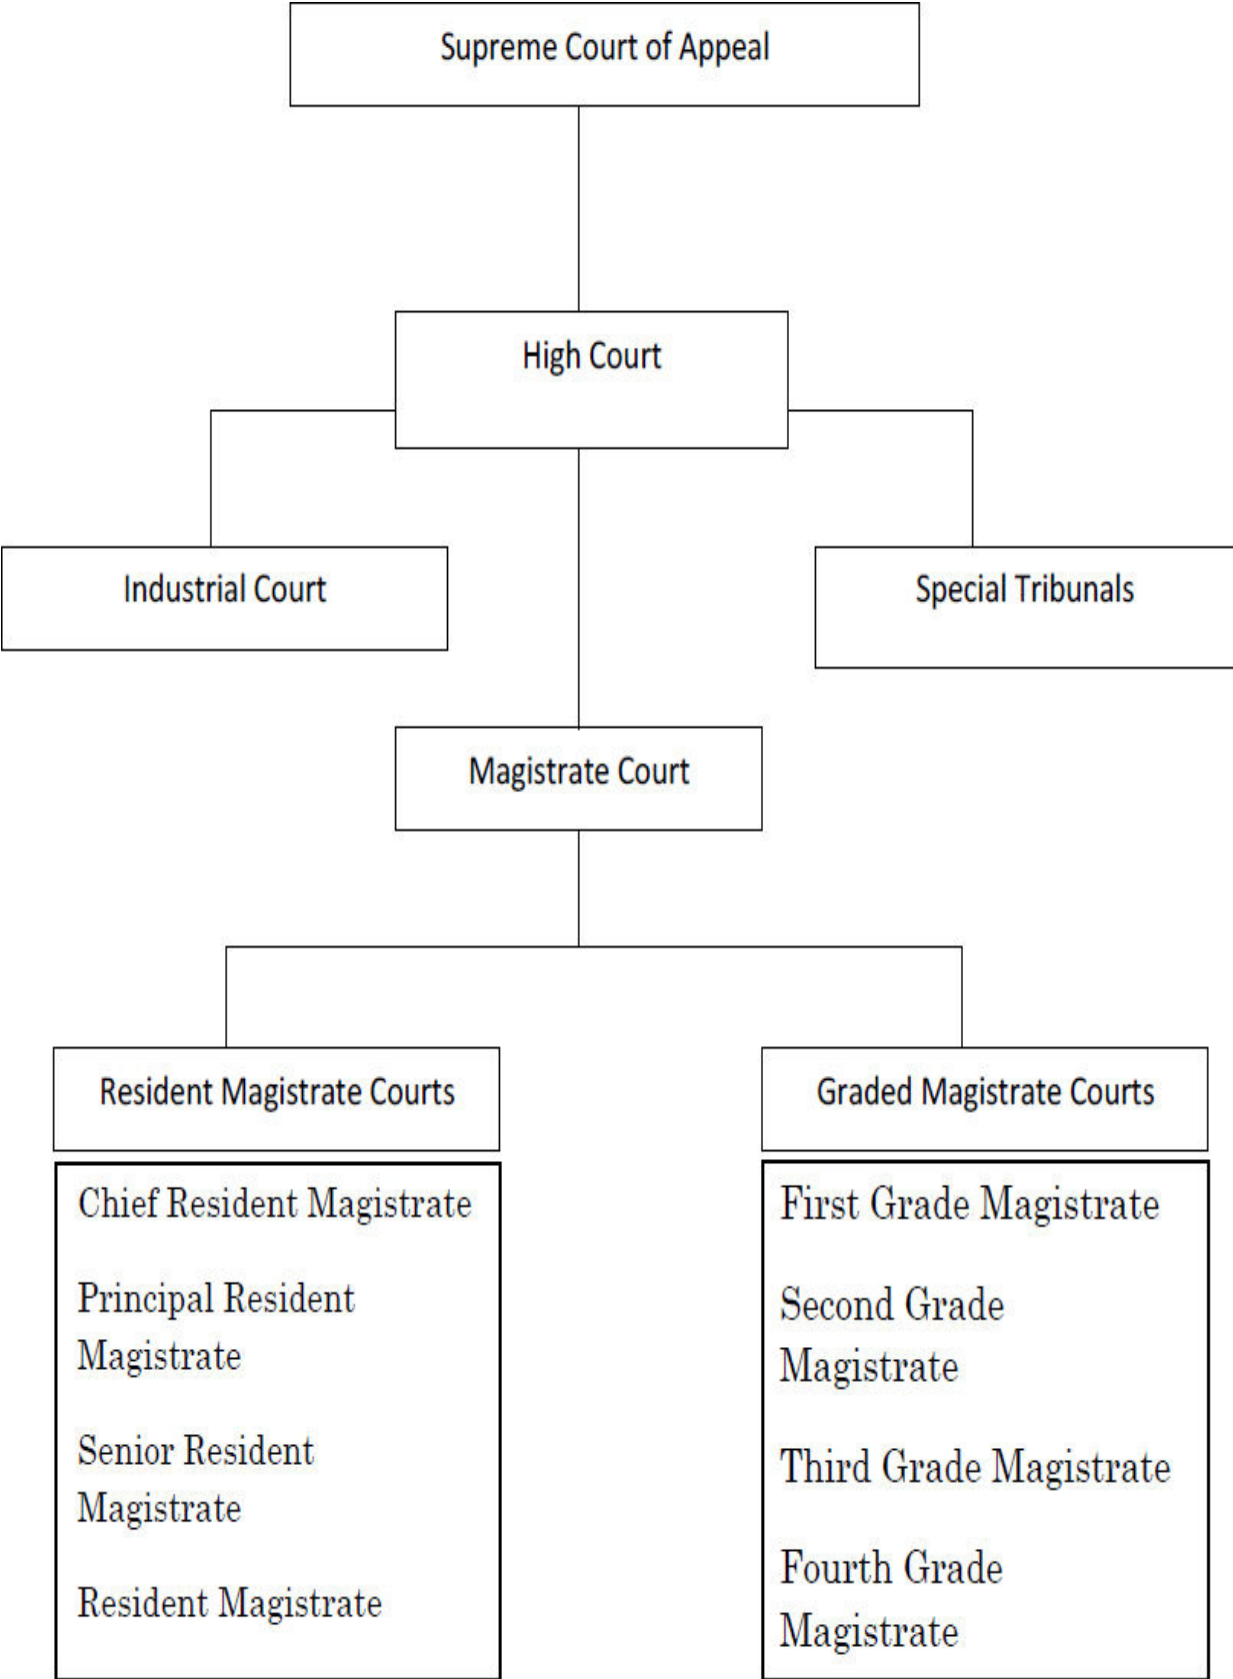 Supreme Court of Appeal
High Court
Industrial Court
Special Tribunals
Magistrate Court
Resident Magistrate Courts
Chief Resident Magistrate
Principal Resident
Magistrate
Senior Resident
Magistrate
Resident Magistrate
Graded Magistrate Courts
First Grade Magistrate
Second Grade
Magistrate
Third Grade Magistrate
Fourth Grade
Magistrate